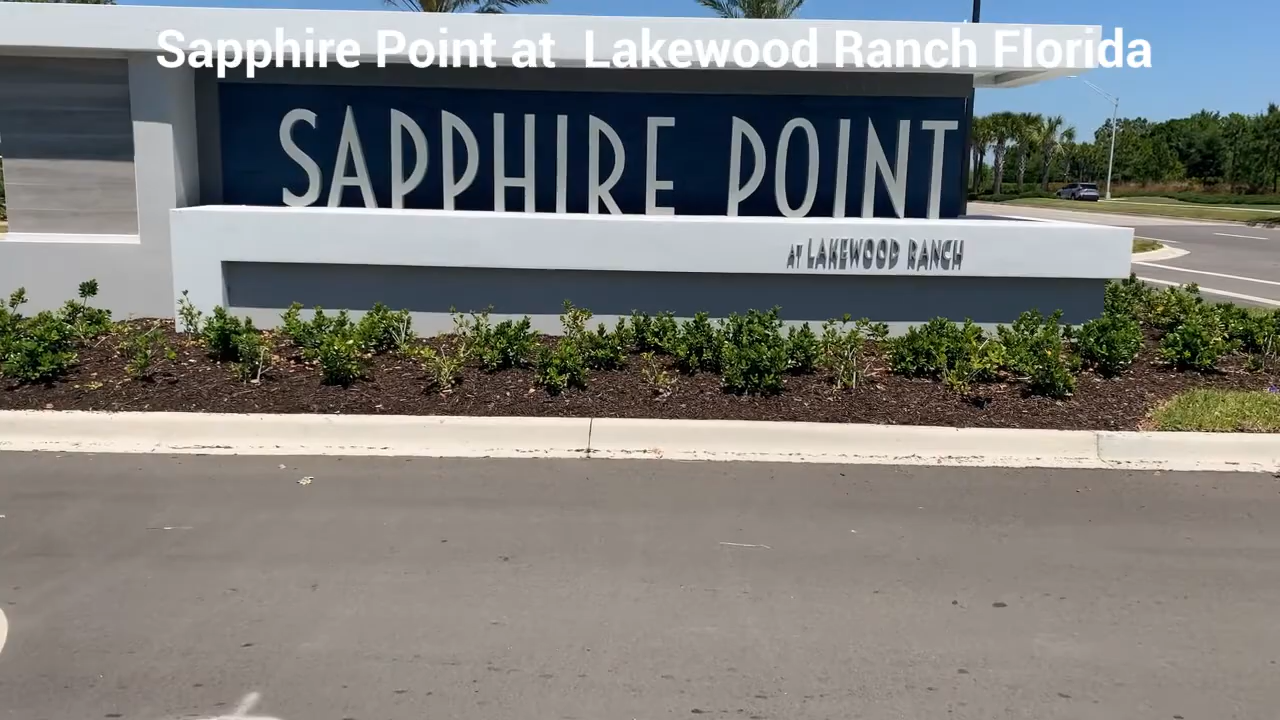 Sapphire Point at  Lakewood Ranch Florida
SAPPHIRE POINT
AT LAKEWOOD RANCH